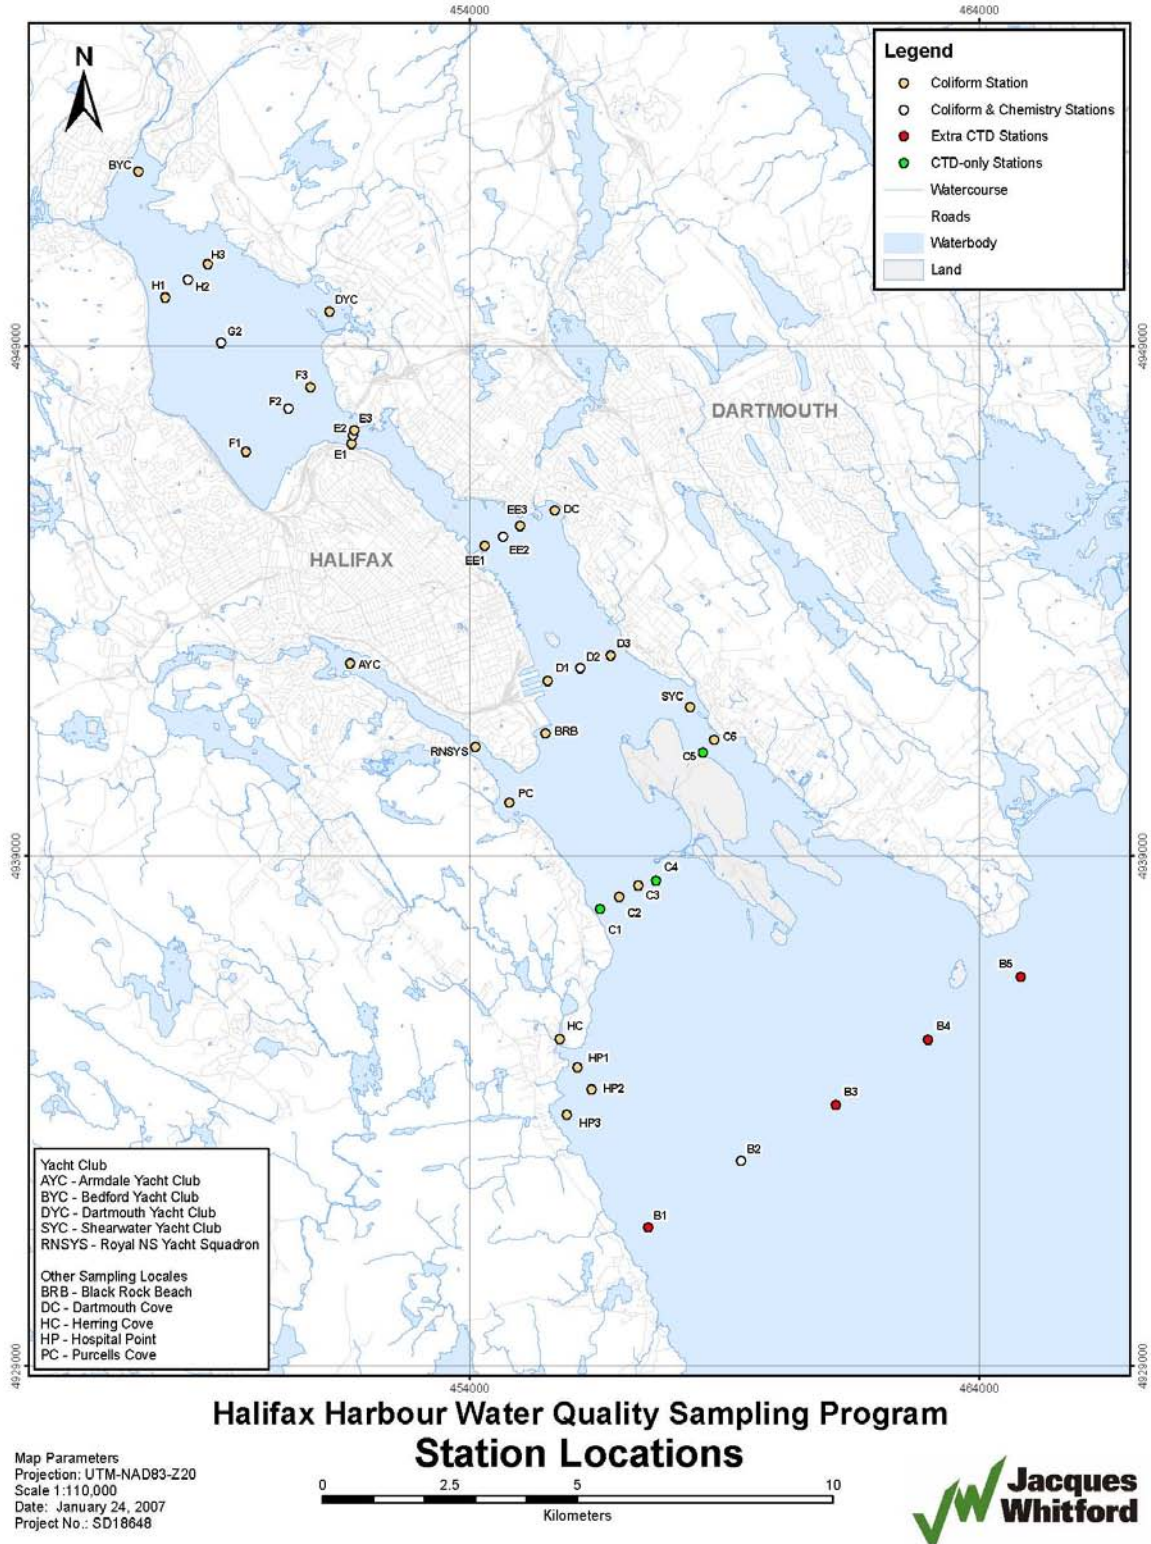 454000
464000
N
Legend
Coliform Station
Coliform & Chemistry Stations
Extra CTD Stations
CTD-only Stations
Watercourse
Roads
Waterbody
Land
BYC
H3
H2
H1
DYC
G2
4949000
4949000
F3
F2
DARTMOUTH
E3
E2
F1
E1
EE3
DC
EE2
EE1
HALIFAX
D3
D2
D1
AYC
SYC
BRB
C6
RNSYS
C5
PC
4939000
4939000
C4
C3
C2
C1
B5
HC
B4
HP1
HP2
B3
HP3
B2
B1
Yacht Club
AYC - Armdale Yacht Club
BYC - Bedford Yacht Club
DYC - Dartmouth Yacht Club
SYC - Shearwater Yacht Club
RNSYS - Royal NS Yacht Squadron
Other Sampling Locales
BRB - Black Rock Beach
DC - Dartmouth Cove
HC - Herring Cove
HP - Hospital Point
PC - Purcells Cove
4929000
4929000
454000
464000
Halifax Harbour Water Quality Sampling Program
Station Locations
Map Parameters
Projection: UTM-NAD83-Z20
Scale 1:110,000
Date: January 24, 2007
Project No.: SD18648
0 2.5 5 10
Kilometers
JW
Jacques
Whitford